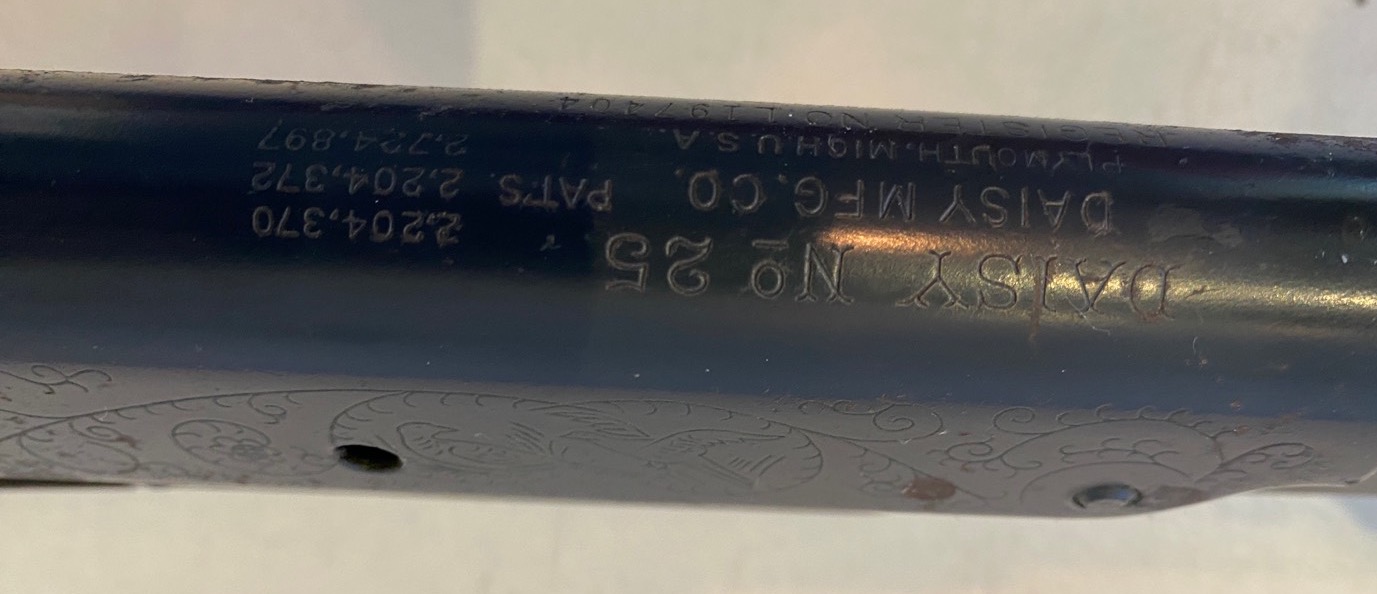 DAISY Nº 25
DAISY MFG. CO.
PLYMOUTH, MICH. U.S.A.
REGISTER NO. L197404
2,204,370
PATS. 2,204,372
2,724,897